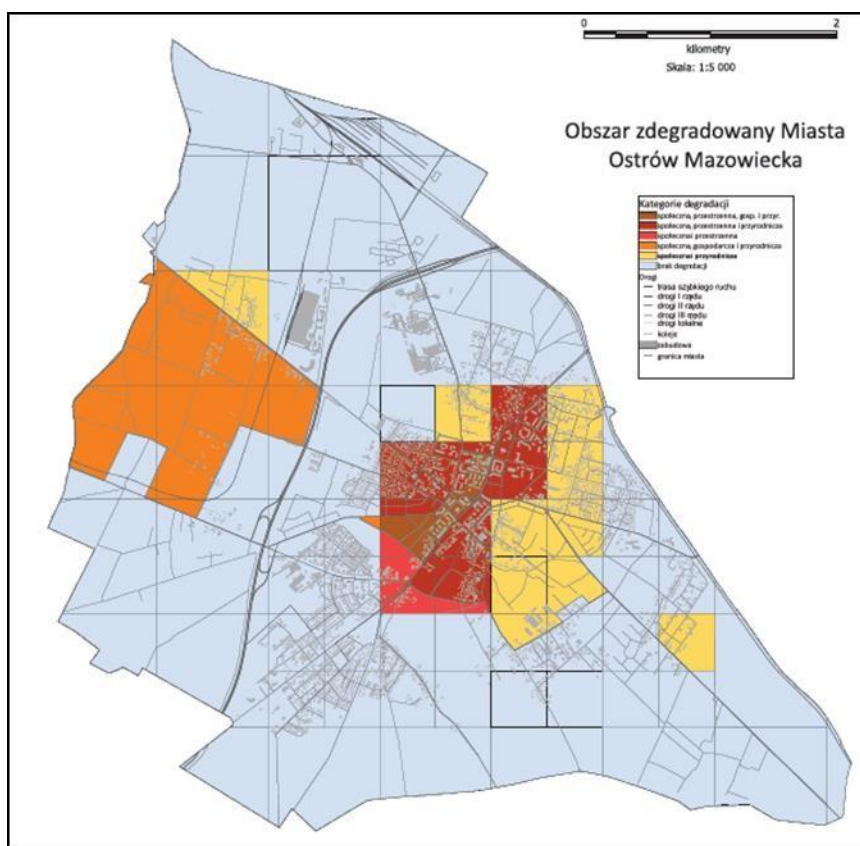 0 2
kilometry
Skala: 1:5 000
Obszar zdegradowany Miasta
Ostrów Mazowiecka
Kategorie degradacji
społeczna, przestrzenna, gosp. i przyr.
społeczna, przestrzenna i przyrodnicza
społeczna i przestrzenna
społeczna, gospodarcza i przyrodnicza
społeczna i przyrodnicza
brak degradacji
Drogi
trasa szybkiego ruchu
drogi I rzędu
drogi II rzędu
drogi III rzędu
drogi lokalne
koleje
zabudowa
granica miasta